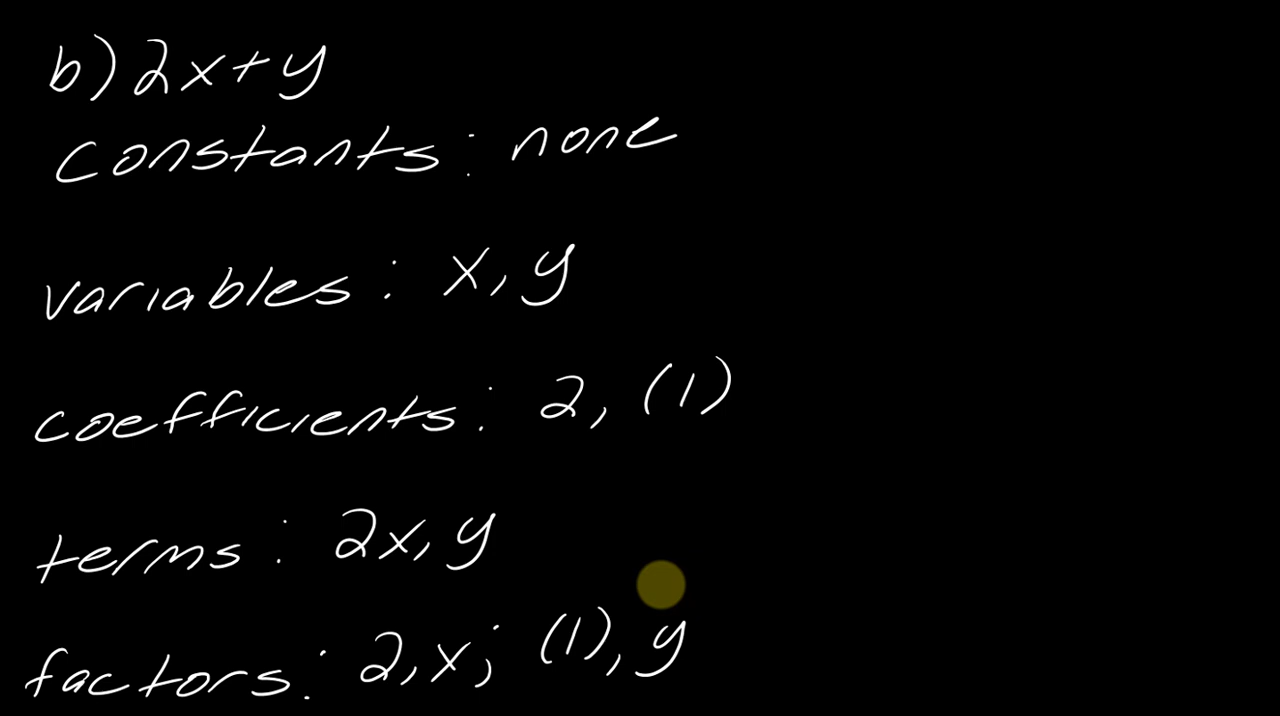 b) 2x+y
constants: none
variables: x, y
coefficients: 2, (1)
terms: 2x, y
factors: 2, x; (1), y